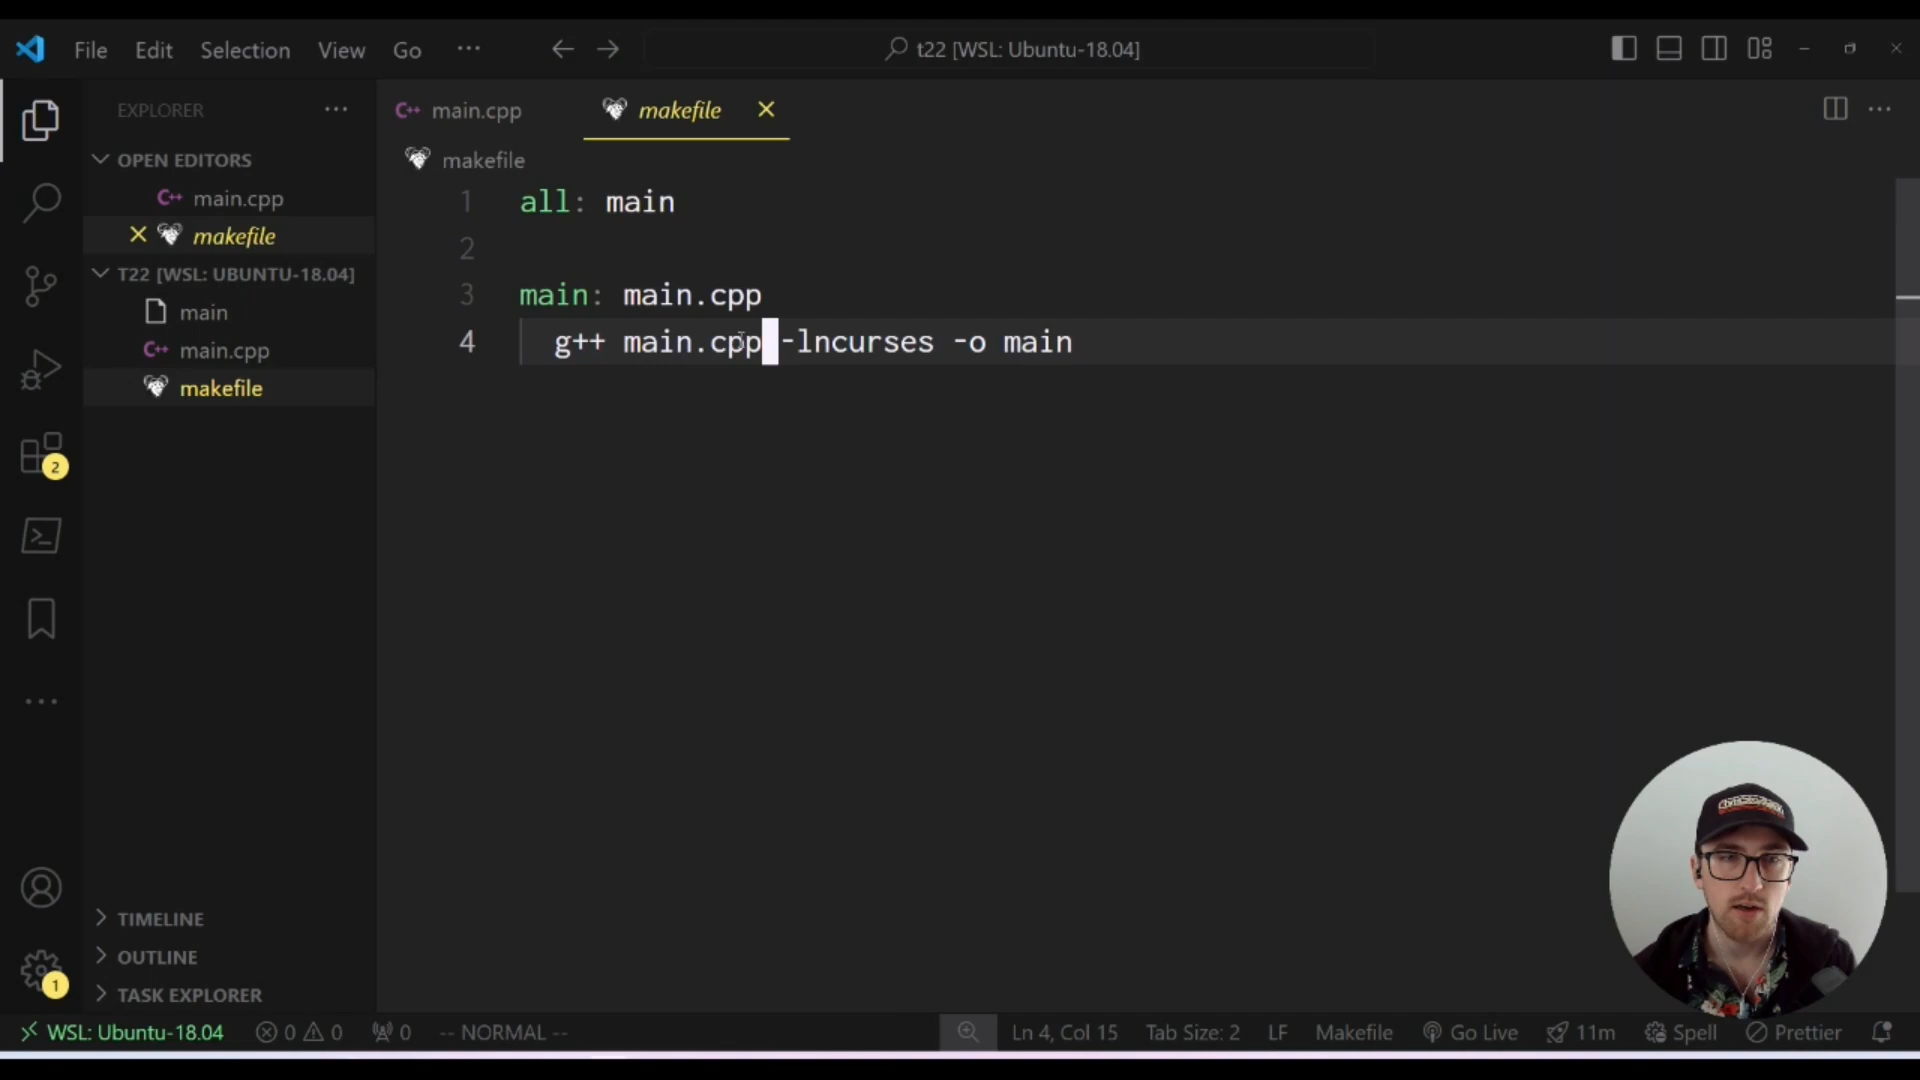 File Edit Selection View Go ··· t22 [WSL: Ubuntu-18.04]
EXPLORER ···
OPEN EDITORS
C++ main.cpp
makefile
T22 [WSL: UBUNTU-18.04]
main
C++ main.cpp
makefile
2
TIMELINE
OUTLINE
1
TASK EXPLORER
C++ main.cpp makefile
makefile
1 all: main
2
3 main: main.cpp
4 g++ main.cpp -lncurses -o main
WSL: Ubuntu-18.04 0 0 0 -- NORMAL -- Ln 4, Col 15 Tab Size: 2 LF Makefile Go Live 11m Spell Prettier